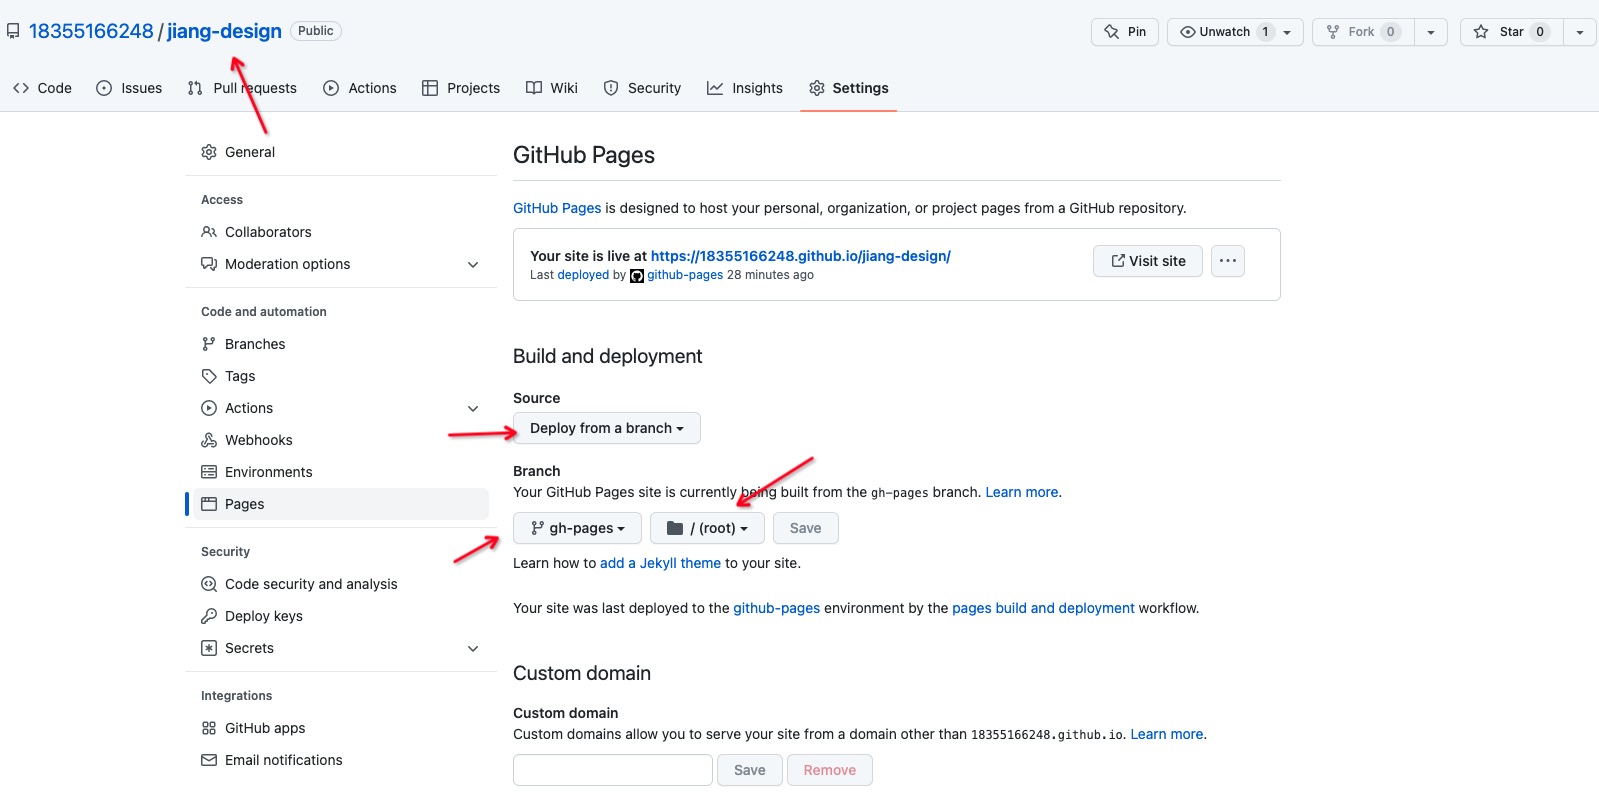 18355166248 / jiang-design Public
Pin
Unwatch 1
Fork 0
Star 0
Code
Issues
Pull requests
Actions
Projects
Wiki
Security
Insights
Settings
General
Access
Collaborators
Moderation options
Code and automation
Branches
Tags
Actions
Webhooks
Environments
Pages
Security
Code security and analysis
Deploy keys
Secrets
Integrations
GitHub apps
Email notifications
GitHub Pages
GitHub Pages is designed to host your personal, organization, or project pages from a GitHub repository.
Your site is live at https://18355166248.github.io/jiang-design/
Last deployed by github-pages 28 minutes ago
Visit site
Build and deployment
Source
Deploy from a branch
Branch
Your GitHub Pages site is currently being built from the gh-pages branch. Learn more.
gh-pages
/ (root)
Save
Learn how to add a Jekyll theme to your site.
Your site was last deployed to the github-pages environment by the pages build and deployment workflow.
Custom domain
Custom domain
Custom domains allow you to serve your site from a domain other than 18355166248.github.io. Learn more.
Save
Remove